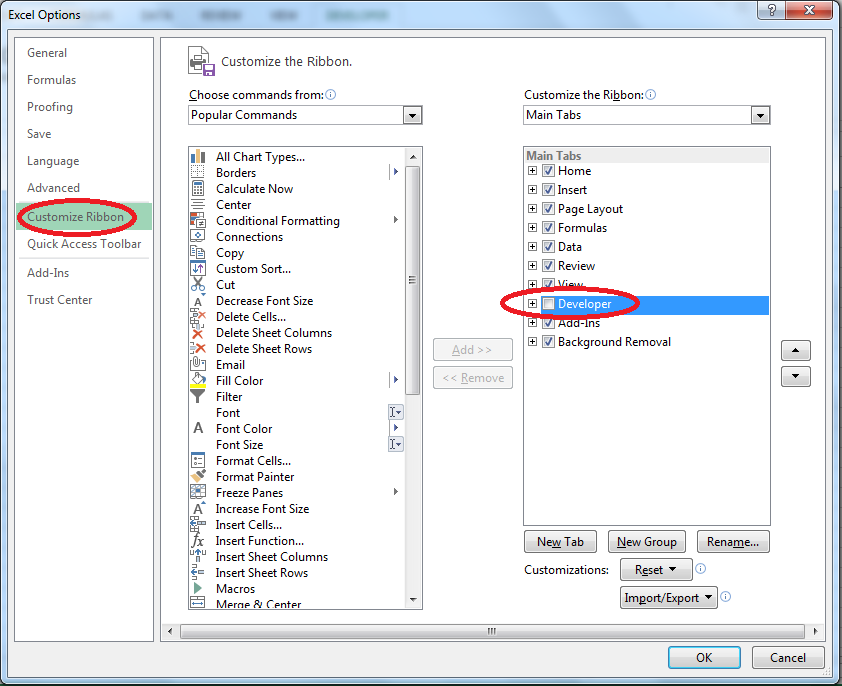 Excel Options
DATA REVIEW VIEW DEVELOPER
General
Formulas
Proofing
Save
Language
Advanced
Customize Ribbon
Quick Access Toolbar
Add-Ins
Trust Center
Customize the Ribbon.
Choose commands from:
Popular Commands
All Chart Types...
Borders
Calculate Now
Center
Conditional Formatting
Connections
Copy
Custom Sort...
Cut
Decrease Font Size
Delete Cells...
Delete Sheet Columns
Delete Sheet Rows
Email
Fill Color
Filter
Font
Font Color
Font Size
Format Cells...
Format Painter
Freeze Panes
Increase Font Size
Insert Cells...
Insert Function...
Insert Sheet Columns
Insert Sheet Rows
Macros
Merge & Center
Add >>
<< Remove
Customize the Ribbon:
Main Tabs
Main Tabs
Home
Insert
Page Layout
Formulas
Data
Review
View
Developer
Add-Ins
Background Removal
New Tab New Group Rename...
Customizations: Reset
Import/Export
OK Cancel